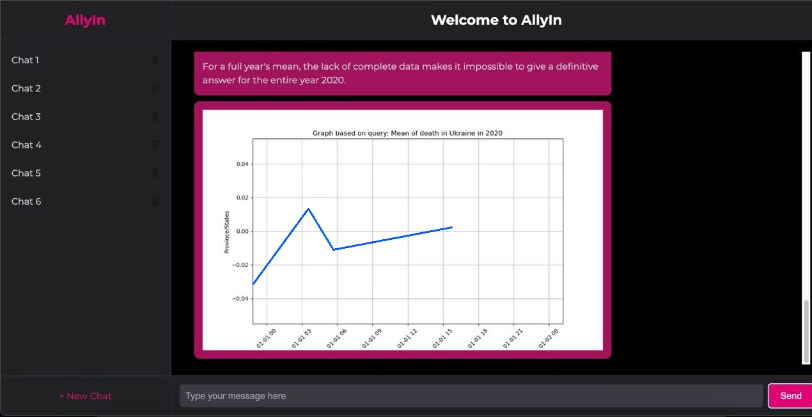 AllyIn
Welcome to AllyIn
Chat 1
Chat 2
Chat 3
Chat 4
Chat 5
Chat 6
+ New Chat
For a full year's mean, the lack of complete data makes it impossible to give a definitive
answer for the entire year 2020.
Graph based on query: Mean of death in Ukraine in 2020
Province/States
0.04
0.02
0.00
−0.02
−0.04
01-01 00
01-01 03
01-01 06
01-01 09
01-01 12
01-01 15
01-01 18
01-01 21
01-02 00
Type your message here
Send